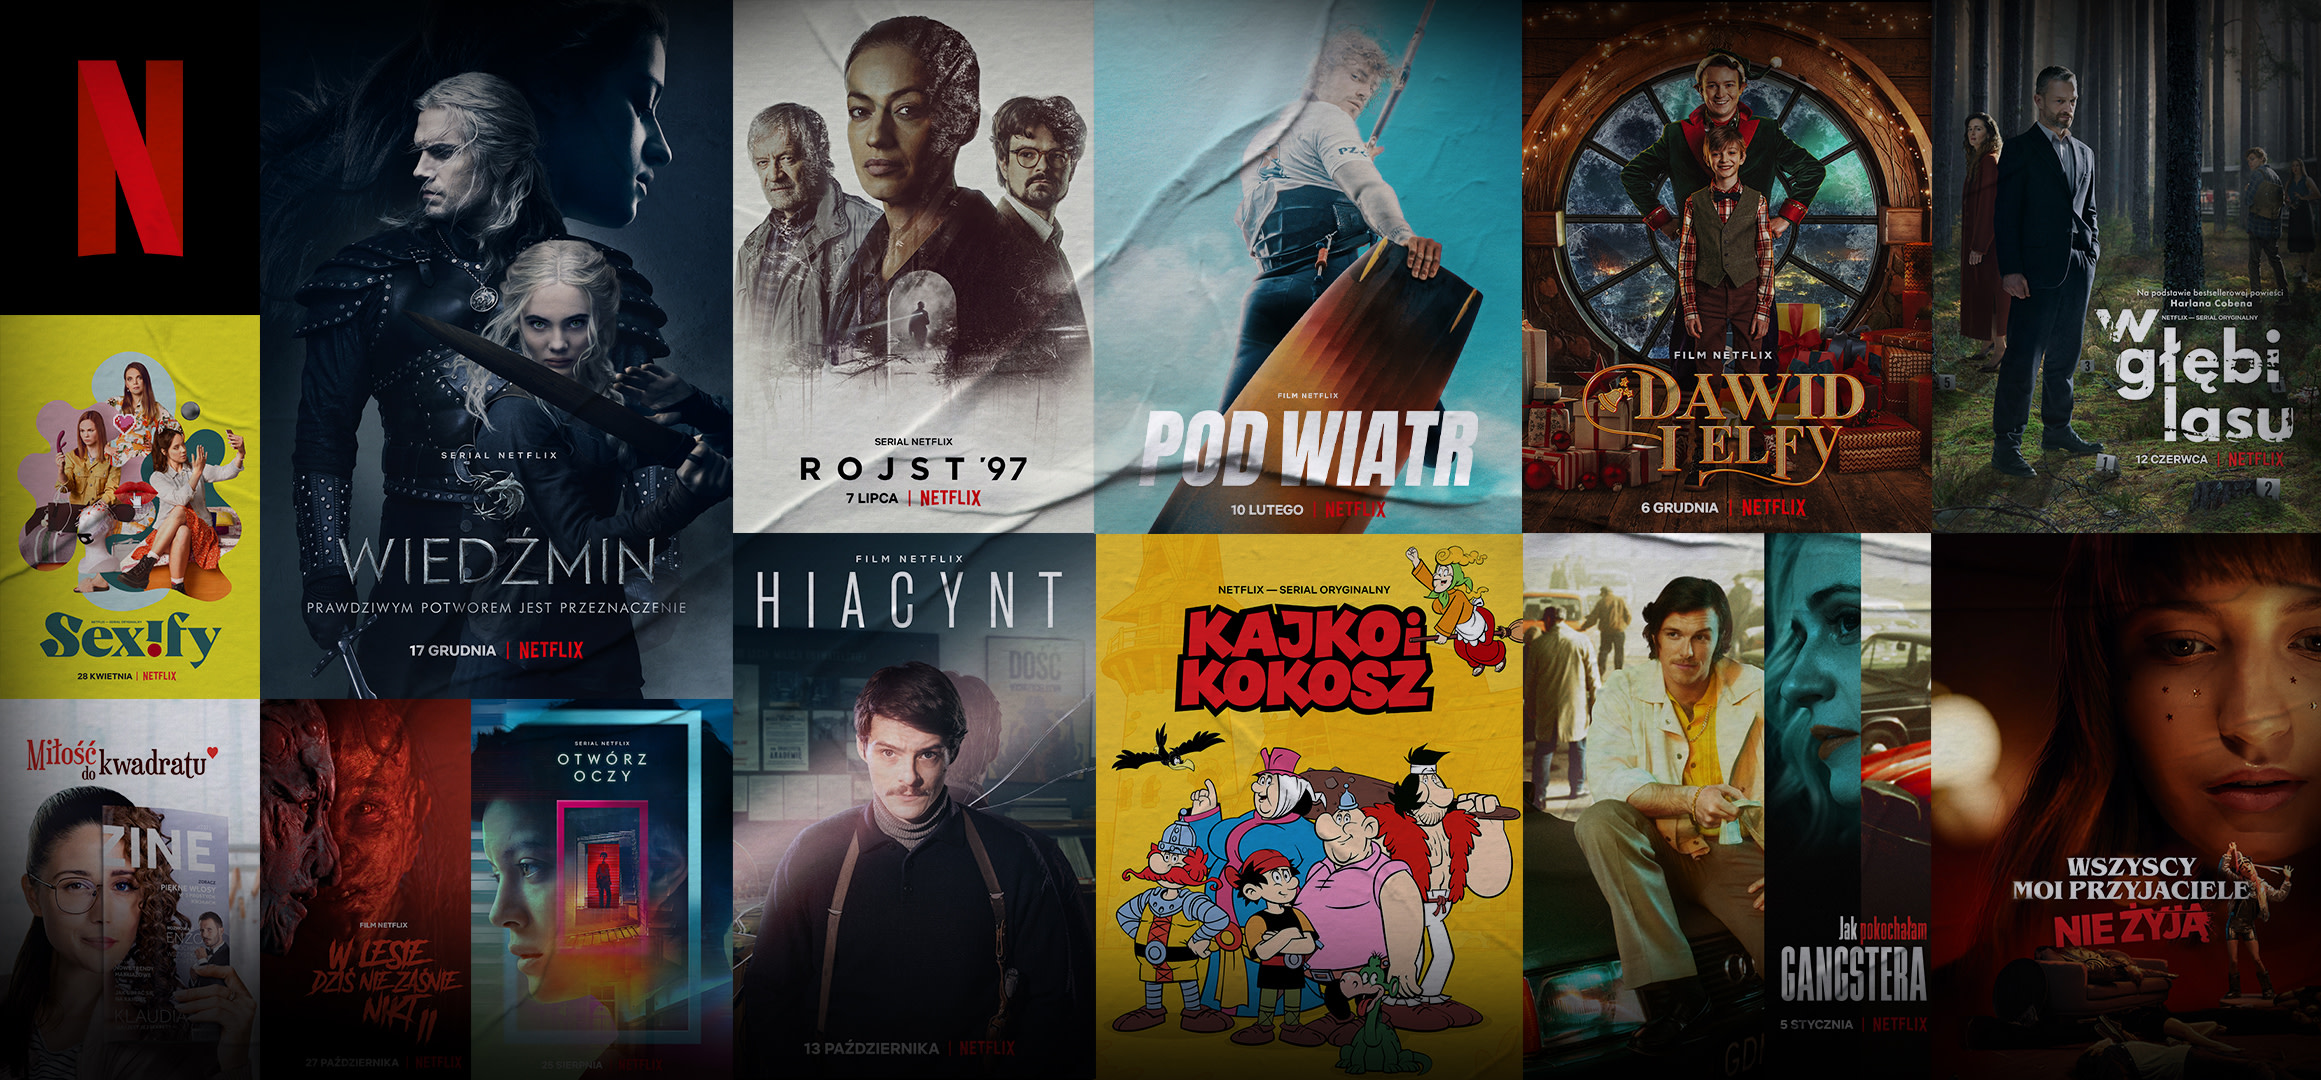 N
SERIAL NETFLIX
WIEDŹMIN
PRAWDZIWYM POTWOREM JEST PRZEZNACZENIE
17 GRUDNIA | NETFLIX
SERIAL NETFLIX
ROJST '97
7 LIPCA | NETFLIX
FILM NETFLIX
POD WIATR
10 LUTEGO | NETFLIX
FILM NETFLIX
DAWID
I ELFY
6 GRUDNIA | NETFLIX
Na podstawie bestsellerowej powieści
Harlana Cobena
NETFLIX — SERIAL ORYGINALNY
w
głębi
lasu
12 CZERWCA | NETFLIX
5
3
1
2
NETFLIX — SERIAL ORYGINALNY
Sex!fy
28 KWIETNIA | NETFLIX
Miłość
do kwadratu
ZINE
ZOBACZ
PIĘKNE WŁOSY
ENZO
KLAUDIA
FILM NETFLIX
W LESIE
DZIŚ NIE ZAŚNIE
NIKT II
27 PAŹDZIERNIKA | NETFLIX
SERIAL NETFLIX
OTWÓRZ
OCZY
25 SIERPNIA | NETFLIX
FILM NETFLIX
HIACYNT
DOŚĆ
13 PAŹDZIERNIKA | NETFLIX
NETFLIX — SERIAL ORYGINALNY
KAJKO i
KOKOSZ
Jak pokochałam
GANGSTERA
5 STYCZNIA | NETFLIX
WSZYSCY
MOI PRZYJACIELE
NIE ŻYJĄ